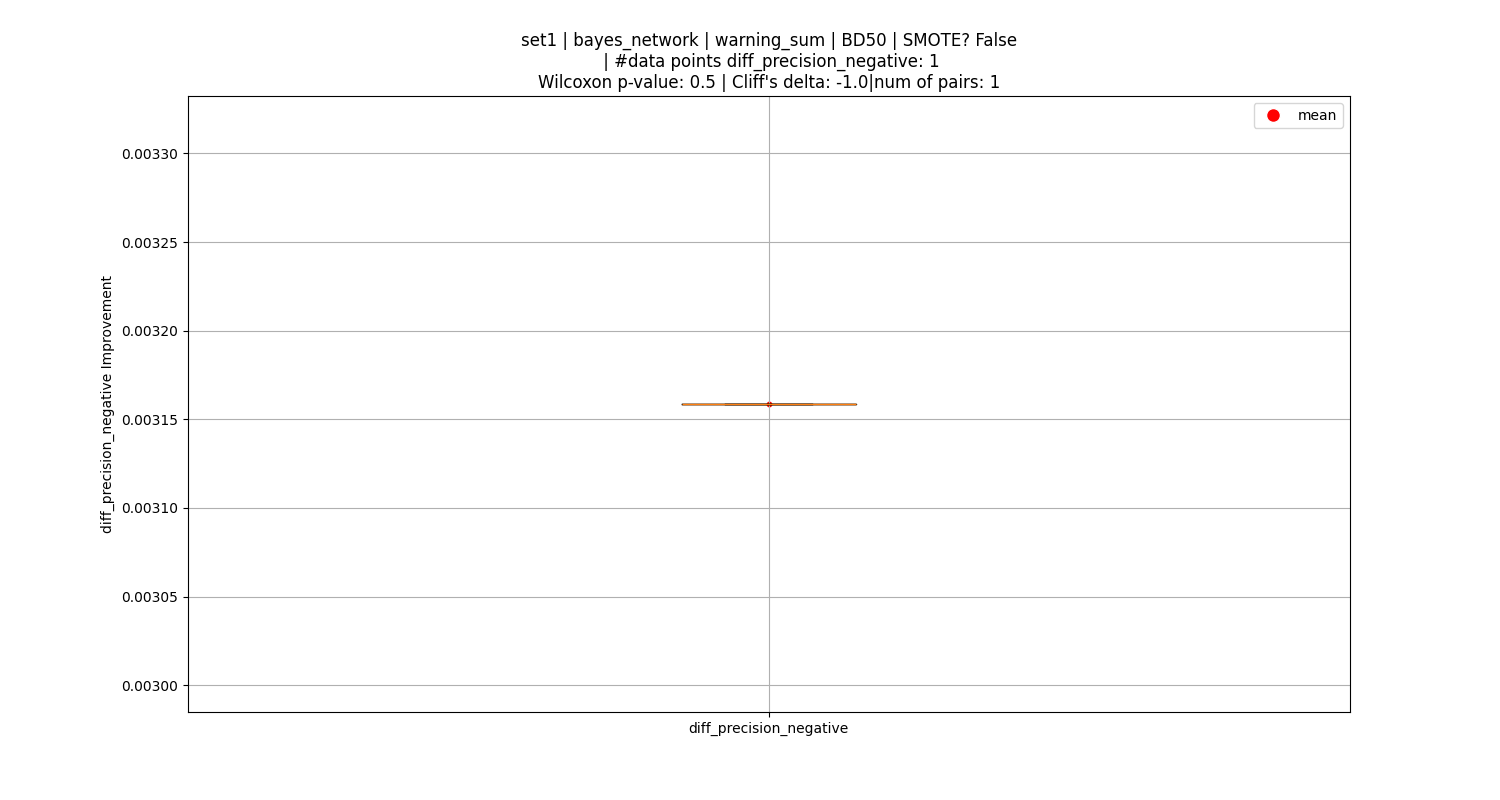 set1 | bayes_network | warning_sum | BD50 | SMOTE? False
| #data points diff_precision_negative: 1
Wilcoxon p-value: 0.5 | Cliff's delta: -1.0|num of pairs: 1
mean
0.00330
0.00325
0.00320
0.00315
0.00310
0.00305
0.00300
diff_precision_negative Improvement
diff_precision_negative